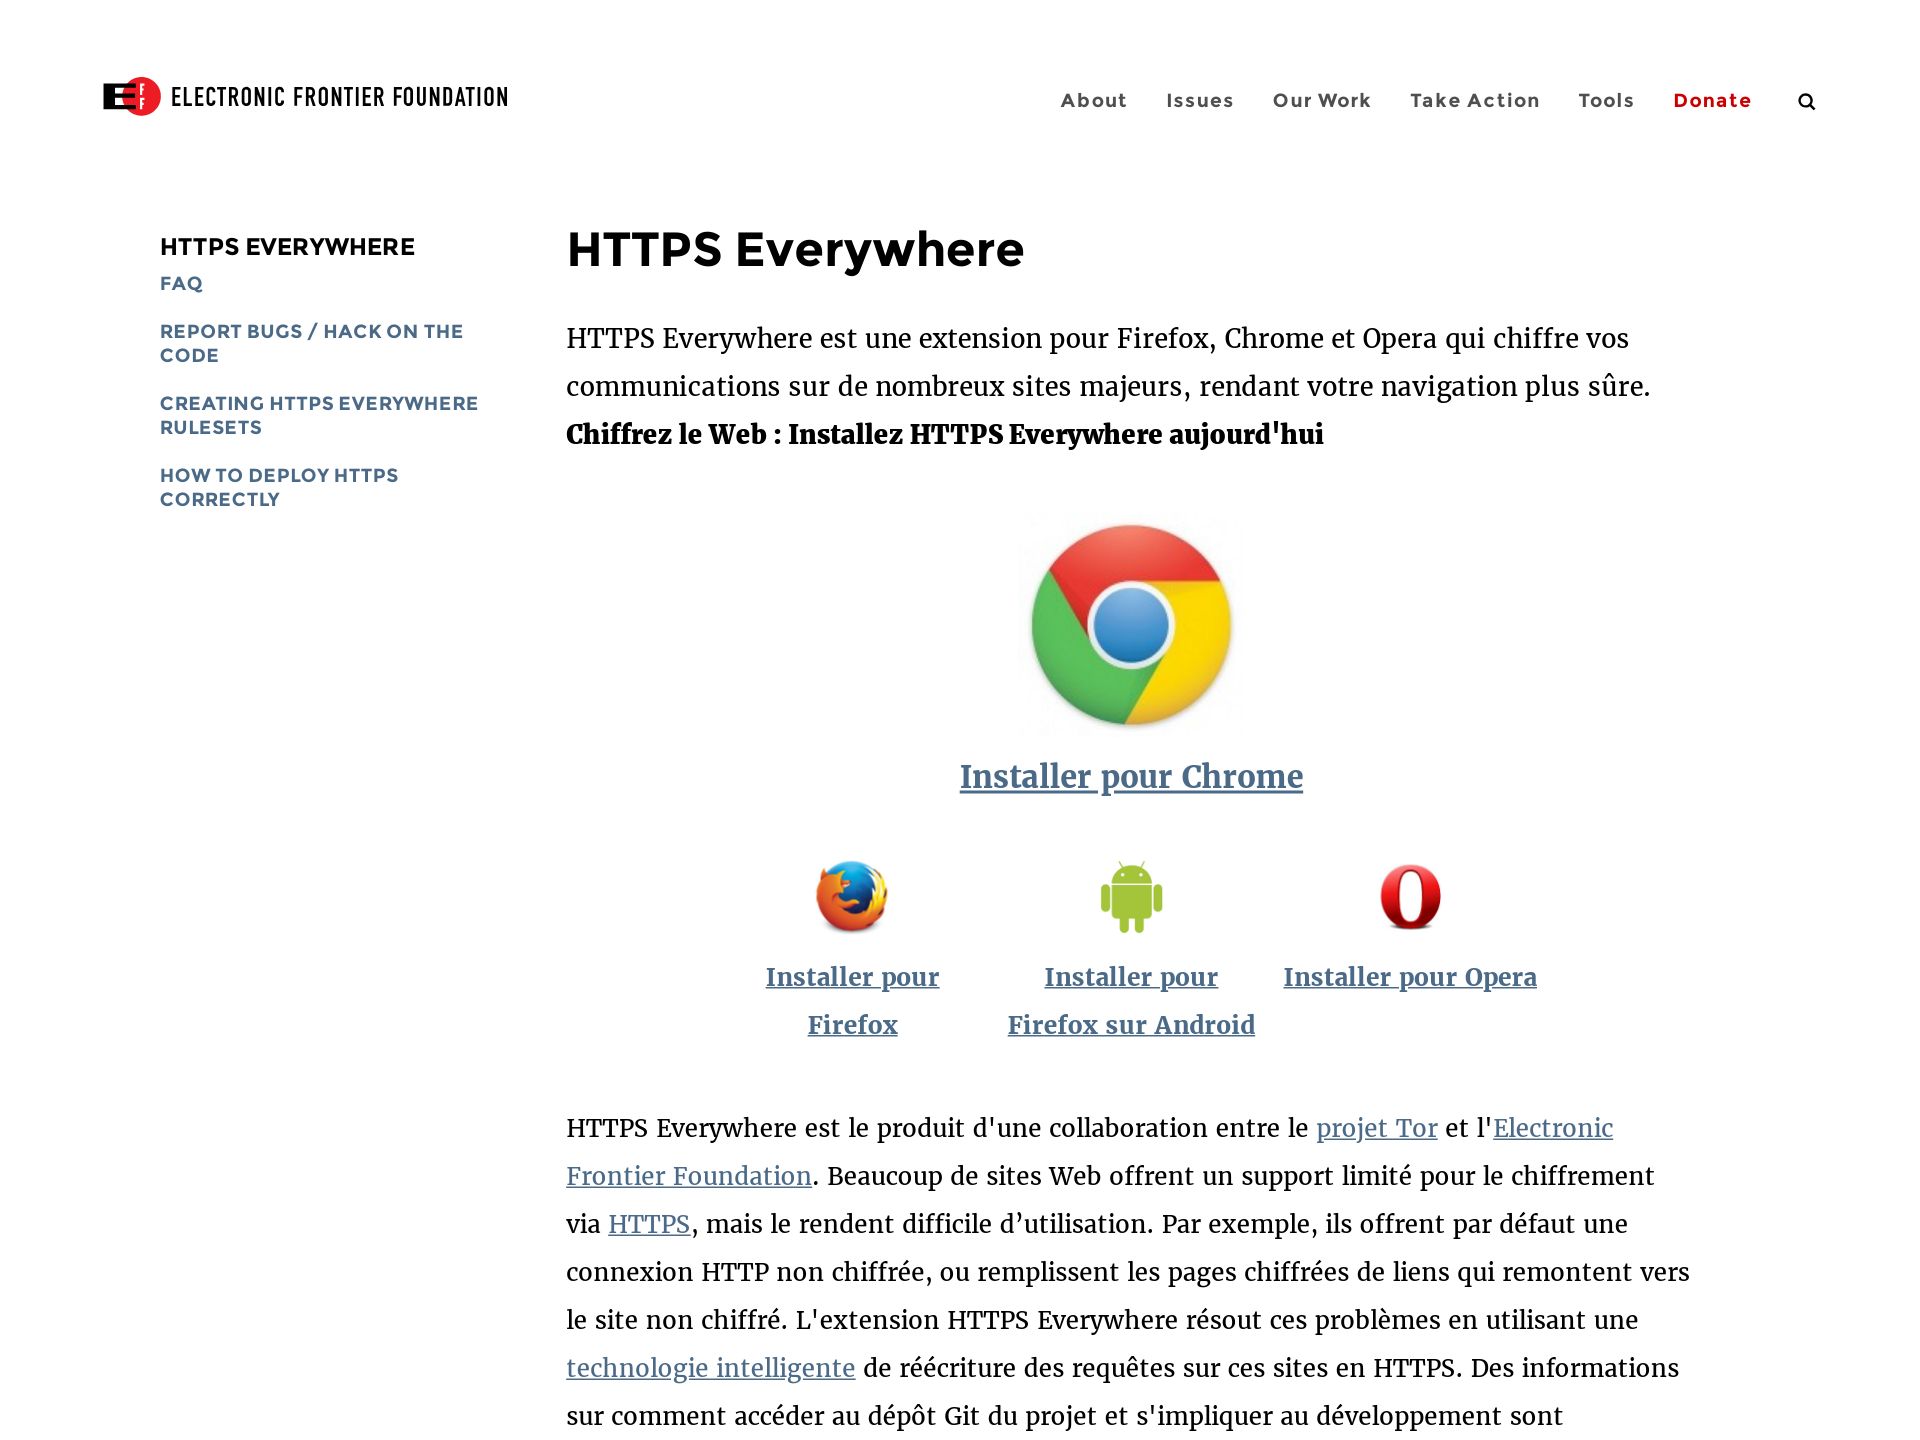 ELECTRONIC FRONTIER FOUNDATION
About Issues Our Work Take Action Tools Donate
HTTPS EVERYWHERE
FAQ
REPORT BUGS / HACK ON THE
CODE
CREATING HTTPS EVERYWHERE
RULESETS
HOW TO DEPLOY HTTPS
CORRECTLY
HTTPS Everywhere
HTTPS Everywhere est une extension pour Firefox, Chrome et Opera qui chiffre vos
communications sur de nombreux sites majeurs, rendant votre navigation plus sûre.
Chiffrez le Web : Installez HTTPS Everywhere aujourd'hui
Installer pour Chrome
Installer pour
Firefox
Installer pour
Firefox sur Android
Installer pour Opera
HTTPS Everywhere est le produit d'une collaboration entre le projet Tor et l'Electronic
Frontier Foundation. Beaucoup de sites Web offrent un support limité pour le chiffrement
via HTTPS, mais le rendent difficile d’utilisation. Par exemple, ils offrent par défaut une
connexion HTTP non chiffrée, ou remplissent les pages chiffrées de liens qui remontent vers
le site non chiffré. L'extension HTTPS Everywhere résout ces problèmes en utilisant une
technologie intelligente de réécriture des requêtes sur ces sites en HTTPS. Des informations
sur comment accéder au dépôt Git du projet et s'impliquer au développement sont